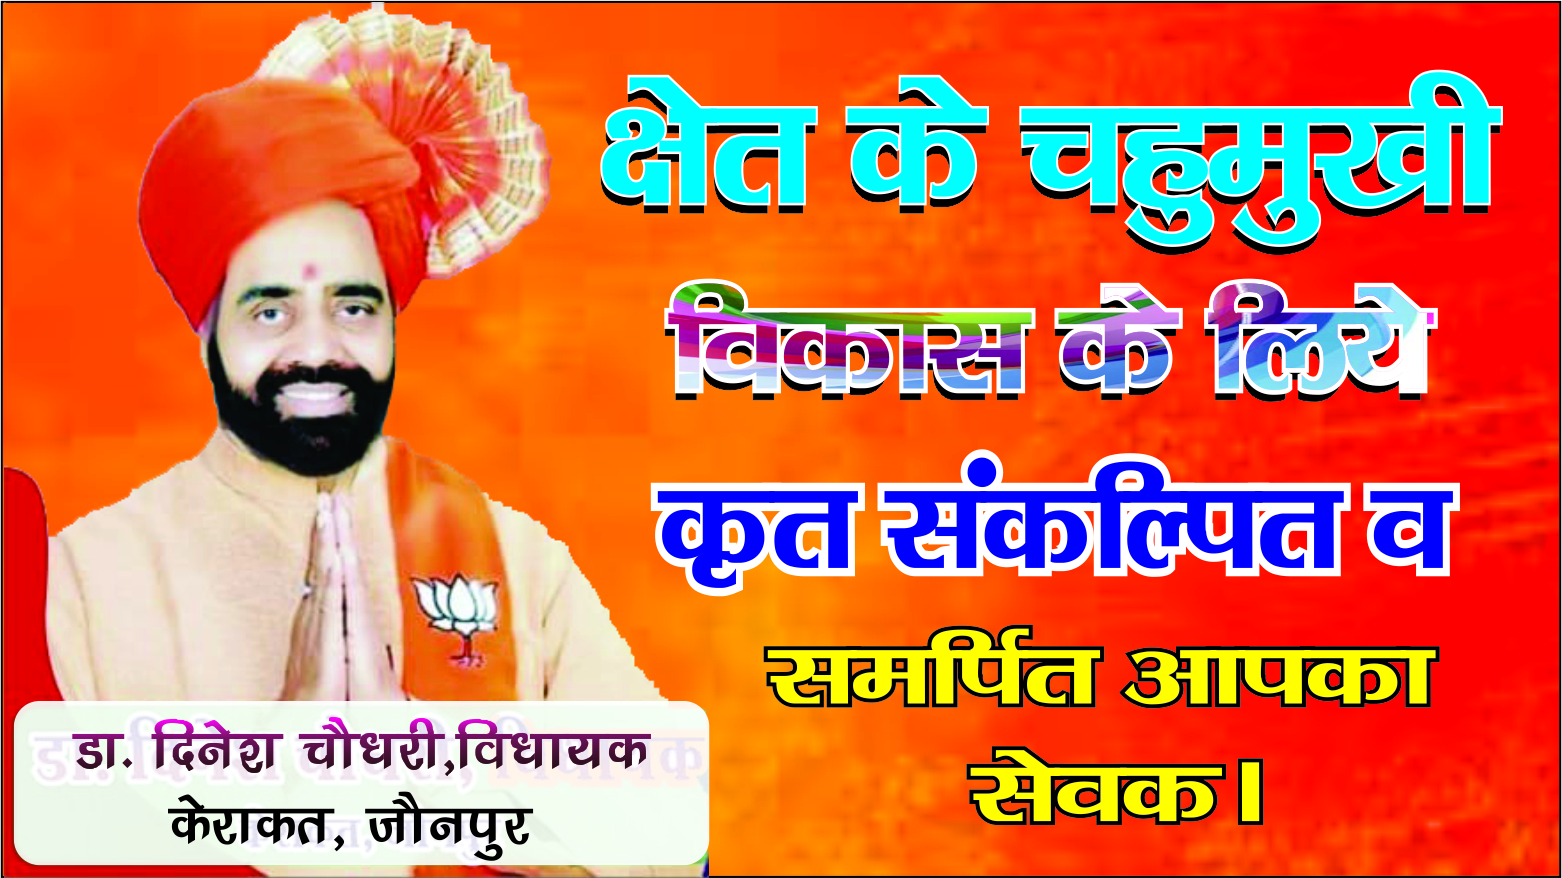 क्षेत के चहुमुखी
विकास के लिये
कृत संकल्पित व
समर्पित आपका
सेवक।
डा. दिनेश चौधरी,विधायक
केराकत, जौनपुर